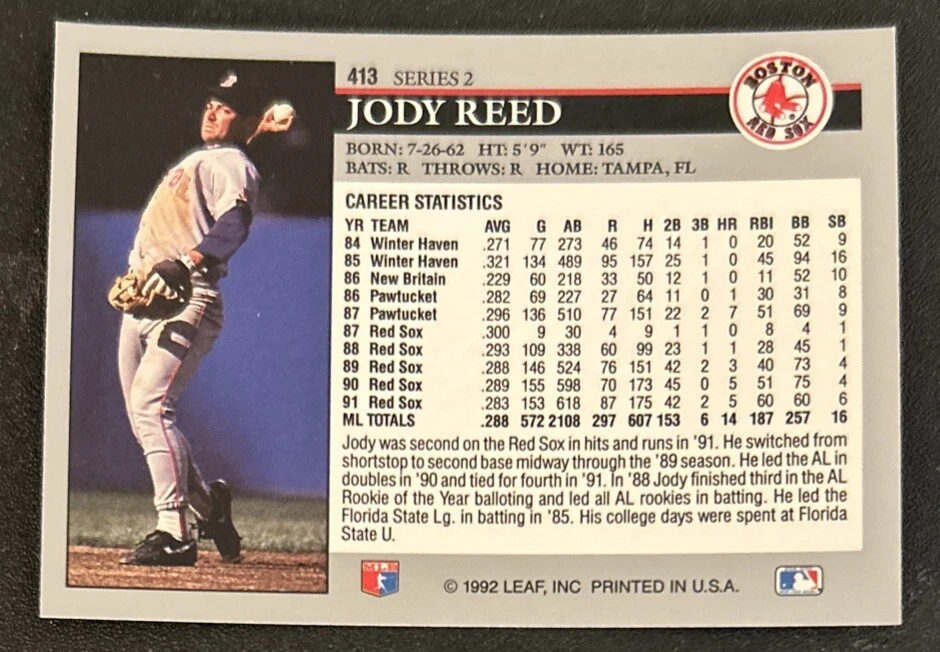 413 SERIES 2
JODY REED
BOSTON
RED SOX
BORN: 7-26-62 HT: 5'9" WT: 165
BATS: R THROWS: R HOME: TAMPA, FL
CAREER STATISTICS
YR TEAM AVG G AB R H 2B 3B HR RBI BB SB
84 Winter Haven .271 77 273 46 74 14 1 0 20 52 9
85 Winter Haven .321 134 489 95 157 25 1 0 45 94 16
86 New Britain .229 60 218 33 50 12 1 0 11 52 10
86 Pawtucket .282 69 227 27 64 11 0 1 30 31 8
87 Pawtucket .296 136 510 77 151 22 2 7 51 69 9
87 Red Sox .300 9 30 4 9 1 1 0 8 4 1
88 Red Sox .293 109 338 60 99 23 1 1 28 45 1
89 Red Sox .288 146 524 76 151 42 2 3 40 73 4
90 Red Sox .289 155 598 70 173 45 0 5 51 75 4
91 Red Sox .283 153 618 87 175 42 2 5 60 60 6
ML TOTALS .288 572 2108 297 607 153 6 14 187 257 16
Jody was second on the Red Sox in hits and runs in '91. He switched from
shortstop to second base midway through the '89 season. He led the AL in
doubles in '90 and tied for fourth in '91. In '88 Jody finished third in the AL
Rookie of the Year balloting and led all AL rookies in batting. He led the
Florida State Lg. in batting in '85. His college days were spent at Florida
State U.
© 1992 LEAF, INC PRINTED IN U.S.A.